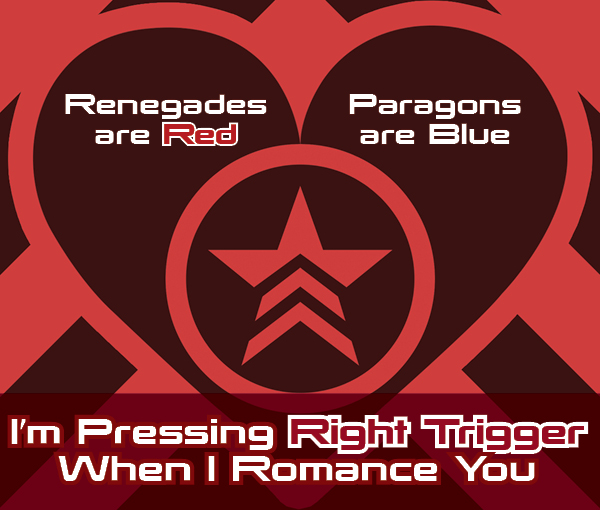 Renegades
are Red
Paragons
are Blue
I'm Pressing Right Trigger
When I Romance You